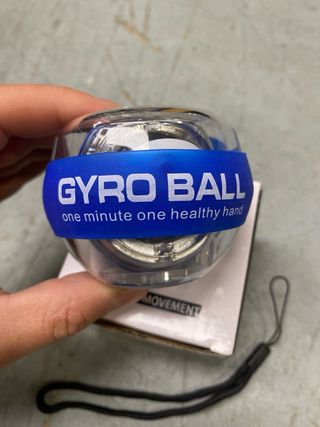 GYRO BALL
one minute one healthy hand
MOVEMENT